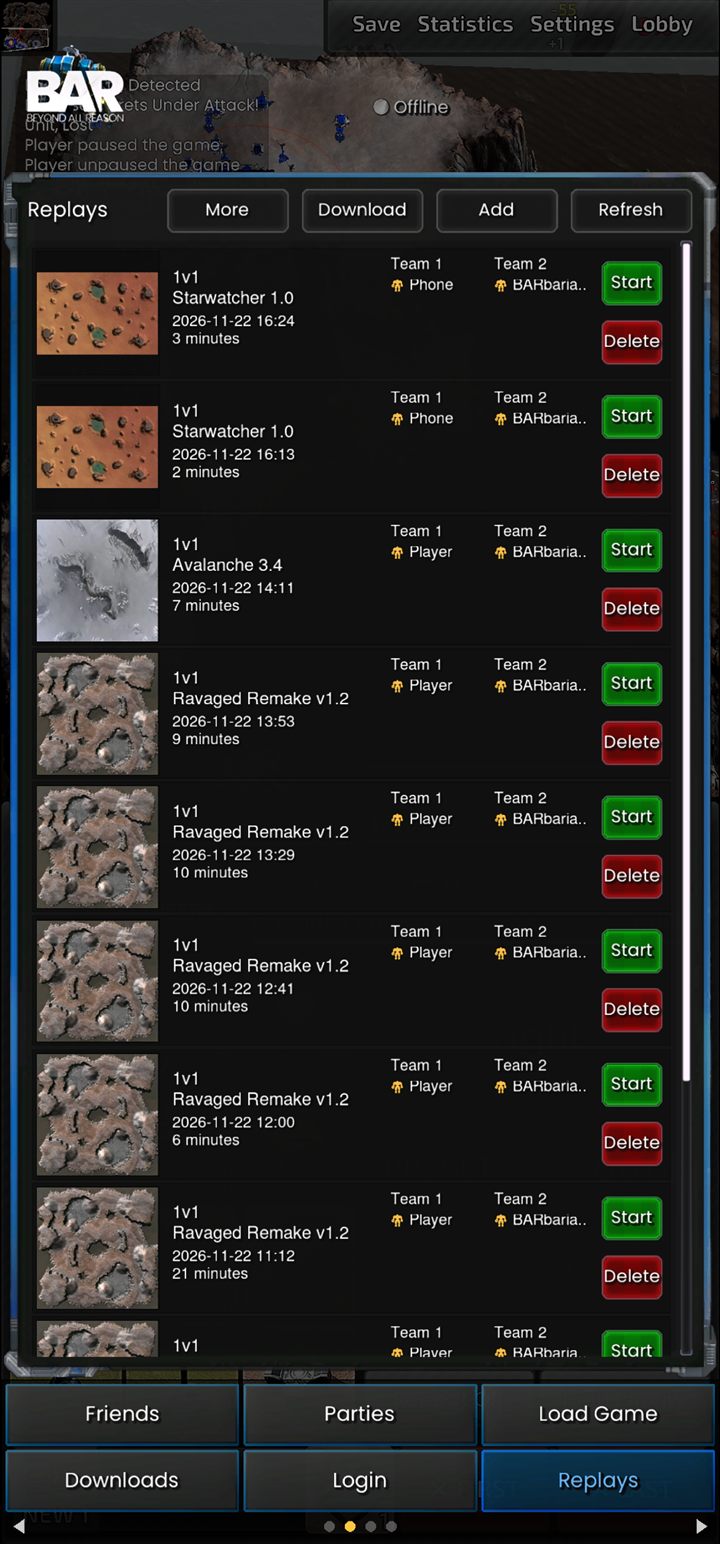 -55
Save Statistics Settings Lobby
+1
BAR
BEYOND ALL REASON
Detected
Under Attack!
Offline
Unit, Lost
Player paused the game
Player unpaused the game
Replays
More
Download
Add
Refresh
1v1
Starwatcher 1.0
2026-11-22 16:24
3 minutes
Team 1
Phone
Team 2
BARbaria..
Start
Delete
1v1
Starwatcher 1.0
2026-11-22 16:13
2 minutes
Team 1
Phone
Team 2
BARbaria..
Start
Delete
1v1
Avalanche 3.4
2026-11-22 14:11
7 minutes
Team 1
Player
Team 2
BARbaria..
Start
Delete
1v1
Ravaged Remake v1.2
2026-11-22 13:53
9 minutes
Team 1
Player
Team 2
BARbaria..
Start
Delete
1v1
Ravaged Remake v1.2
2026-11-22 13:29
10 minutes
Team 1
Player
Team 2
BARbaria..
Start
Delete
1v1
Ravaged Remake v1.2
2026-11-22 12:41
10 minutes
Team 1
Player
Team 2
BARbaria..
Start
Delete
1v1
Ravaged Remake v1.2
2026-11-22 12:00
6 minutes
Team 1
Player
Team 2
BARbaria..
Start
Delete
1v1
Ravaged Remake v1.2
2026-11-22 11:12
21 minutes
Team 1
Player
Team 2
BARbaria..
Start
Delete
1v1
Team 1
Player
Team 2
BARbaria..
Start
Friends
Parties
Load Game
Downloads
Login
Replays